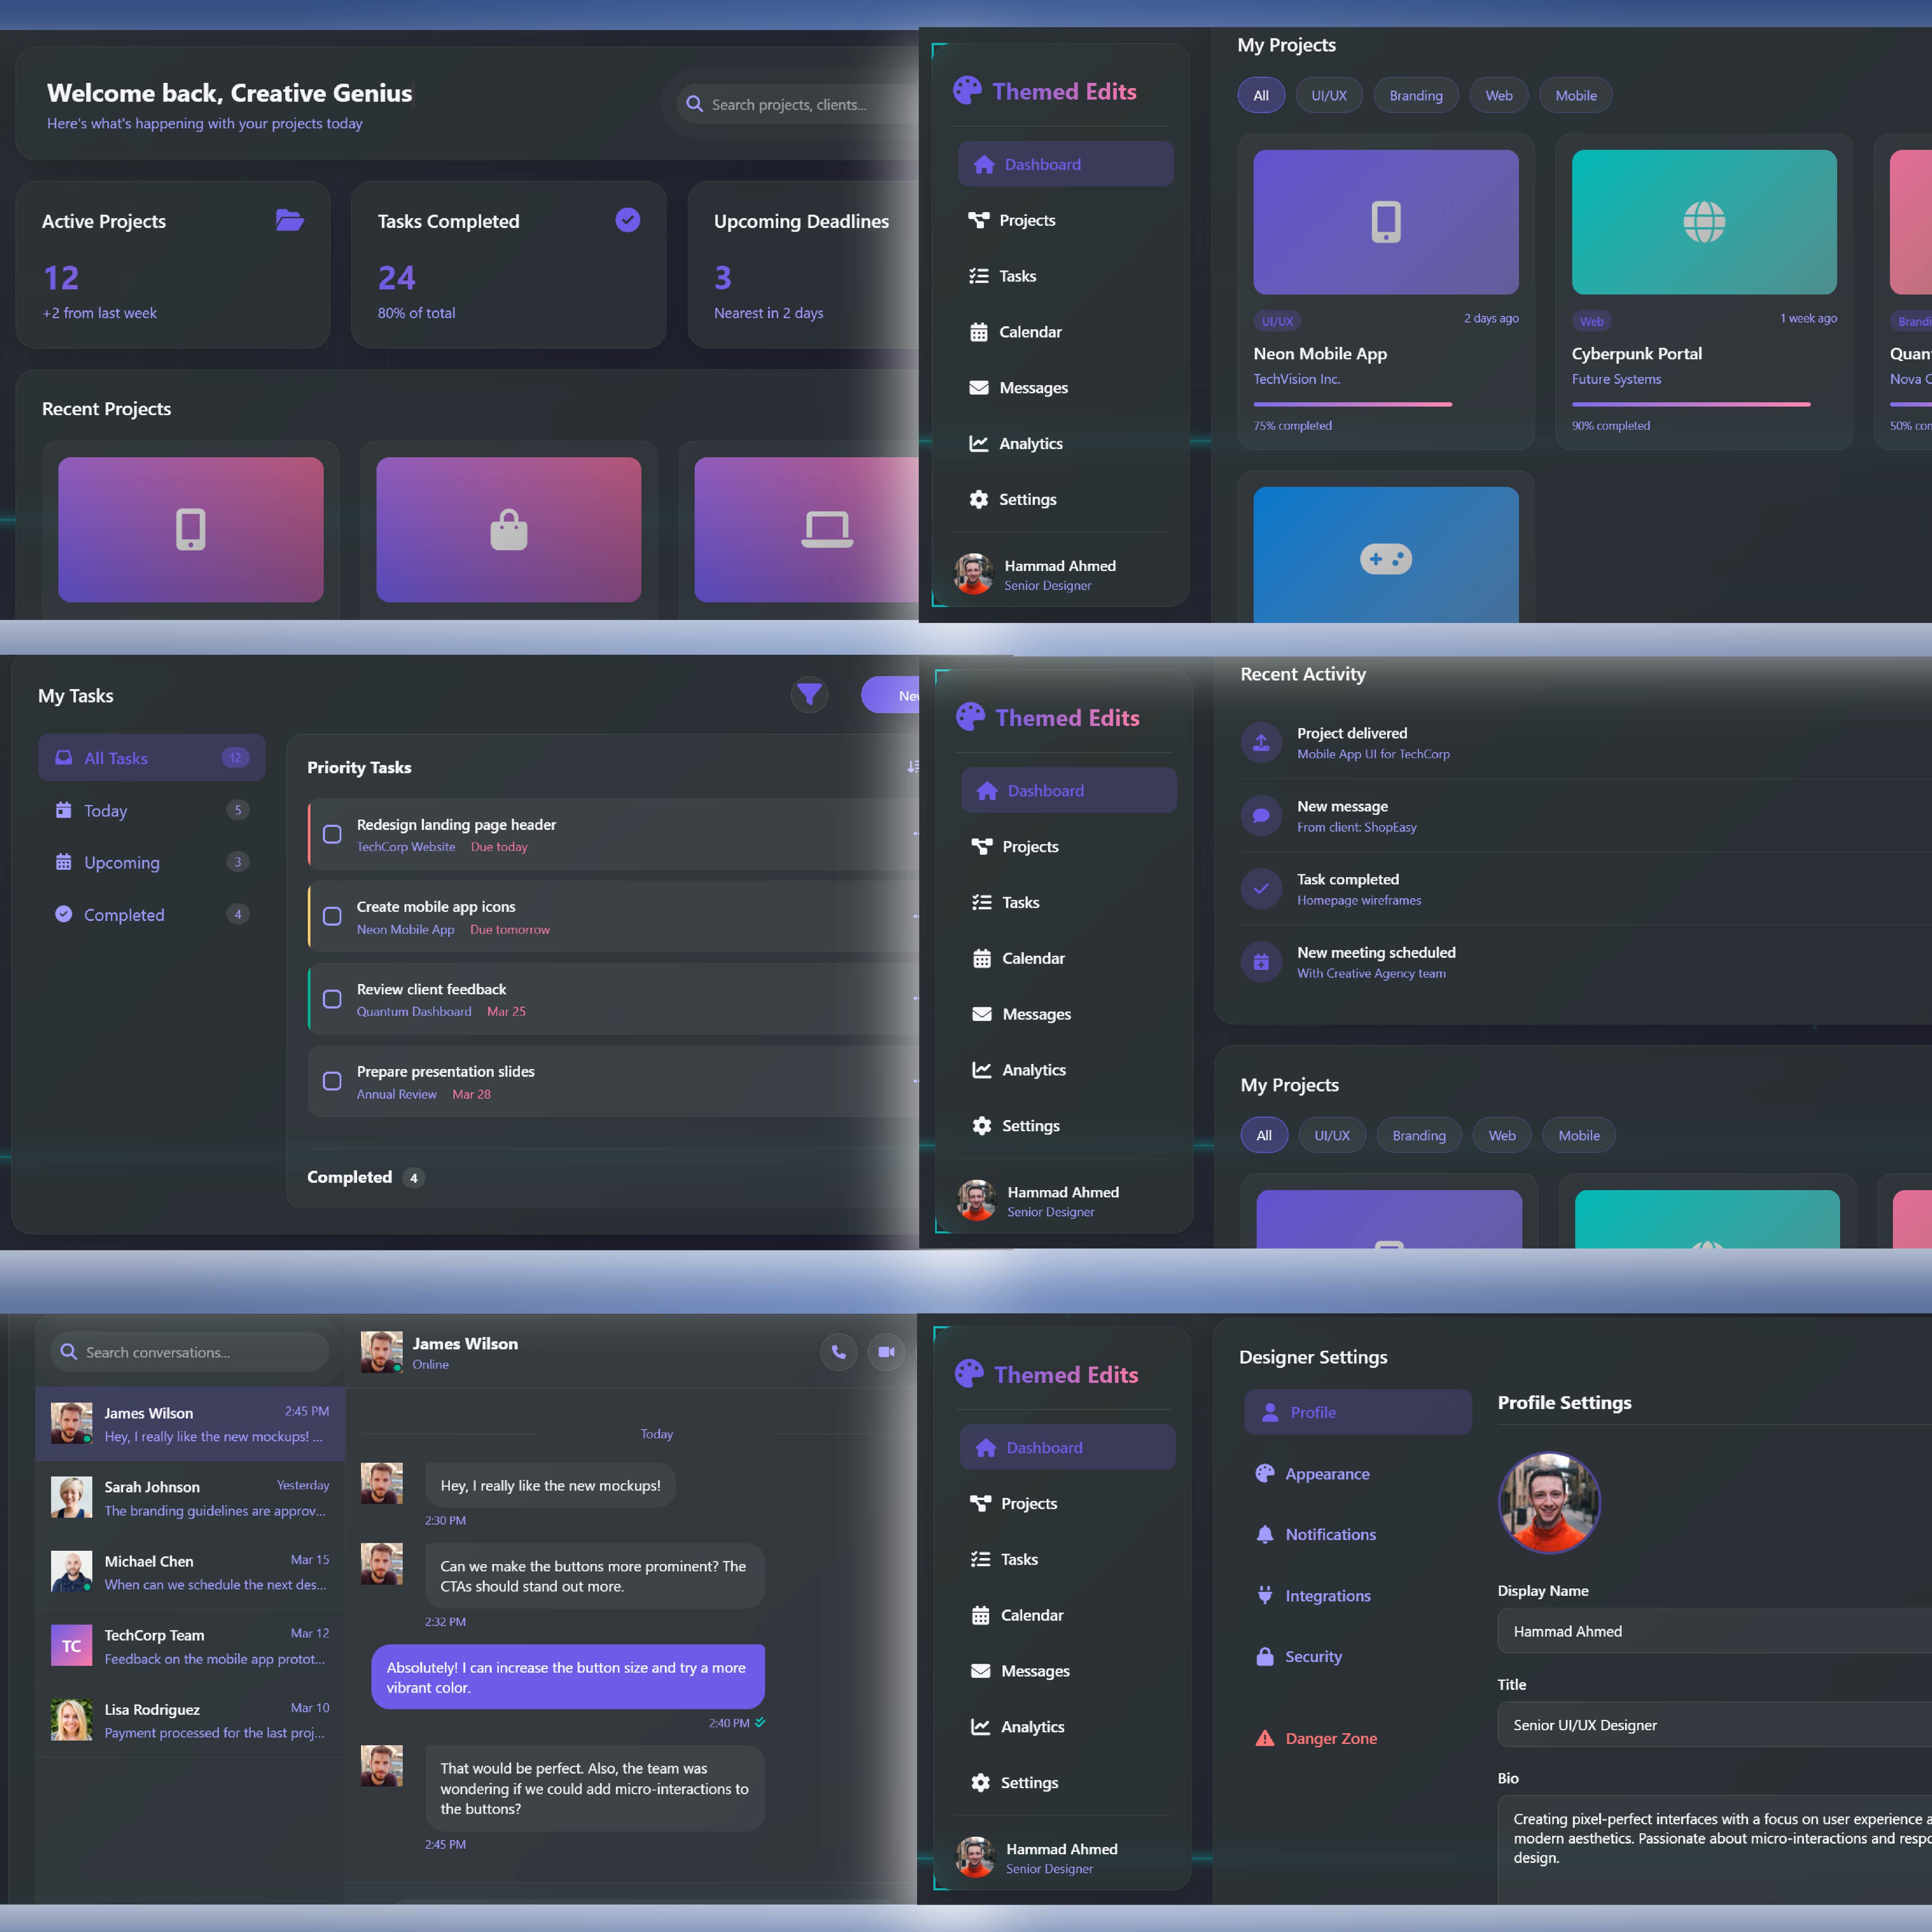 Welcome back, Creative Genius
Here's what's happening with your projects today
Search projects, clients...
Active Projects
12
+2 from last week
Tasks Completed
24
80% of total
Upcoming Deadlines
3
Nearest in 2 days
Recent Projects
Themed Edits
Dashboard
Projects
Tasks
Calendar
Messages
Analytics
Settings
Hammad Ahmed
Senior Designer
My Projects
All
UI/UX
Branding
Web
Mobile
UI/UX
2 days ago
Neon Mobile App
TechVision Inc.
75% completed
Web
1 week ago
Cyberpunk Portal
Future Systems
90% completed
50%
My Tasks
All Tasks
12
Today
5
Upcoming
3
Completed
4
Priority Tasks
Redesign landing page header
TechCorp Website Due today
Create mobile app icons
Neon Mobile App Due tomorrow
Review client feedback
Quantum Dashboard Mar 25
Prepare presentation slides
Annual Review Mar 28
Completed 4
Themed Edits
Dashboard
Projects
Tasks
Calendar
Messages
Analytics
Settings
Hammad Ahmed
Senior Designer
Recent Activity
Project delivered
Mobile App UI for TechCorp
New message
From client: ShopEasy
Task completed
Homepage wireframes
New meeting scheduled
With Creative Agency team
My Projects
All
UI/UX
Branding
Web
Mobile
Search conversations...
James Wilson
2:45 PM
Hey, I really like the new mockups! ...
Sarah Johnson
Yesterday
The branding guidelines are approv...
Michael Chen
Mar 15
When can we schedule the next des...
TC
TechCorp Team
Mar 12
Feedback on the mobile app protot...
Lisa Rodriguez
Mar 10
Payment processed for the last proj...
James Wilson
Online
Today
Hey, I really like the new mockups!
2:30 PM
Can we make the buttons more prominent? The
CTAs should stand out more.
2:32 PM
Absolutely! I can increase the button size and try a more
vibrant color.
2:40 PM
That would be perfect. Also, the team was
wondering if we could add micro-interactions to
the buttons?
2:45 PM
Themed Edits
Dashboard
Projects
Tasks
Calendar
Messages
Analytics
Settings
Hammad Ahmed
Senior Designer
Designer Settings
Profile
Appearance
Notifications
Integrations
Security
Danger Zone
Profile Settings
Display Name
Hammad Ahmed
Title
Senior UI/UX Designer
Bio
Creating pixel-perfect interfaces with a focus on user experience
modern aesthetics. Passionate about micro-interactions and
design.